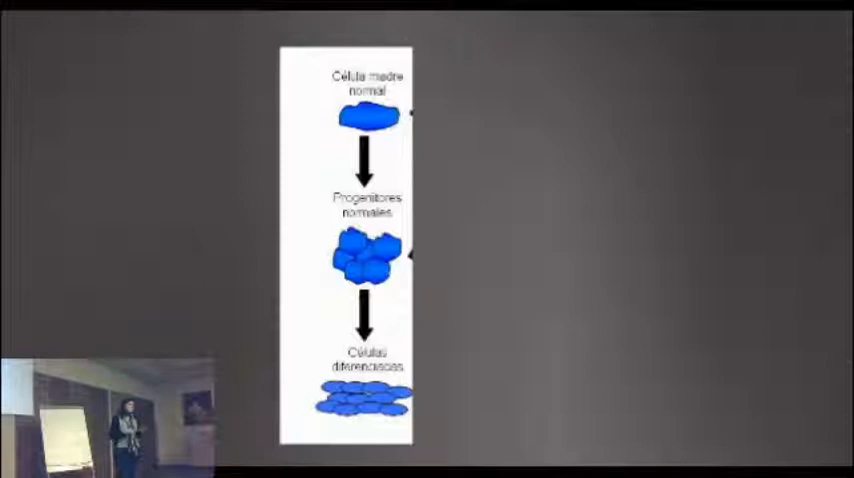 Célula madre
normal
Progenitores
normales
Células
diferenciadas